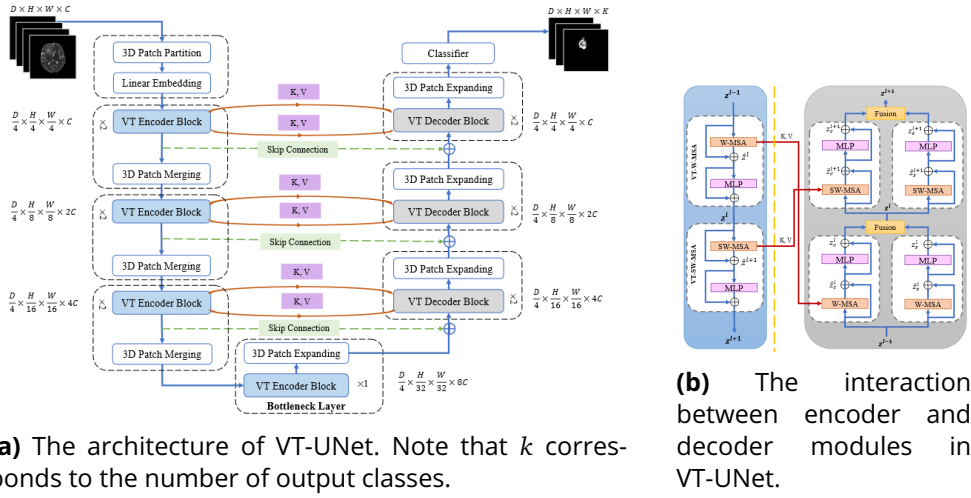 D × H × W × C
3D Patch Partition
Linear Embedding
D/4 × H/4 × W/4 × C
×2
VT Encoder Block
3D Patch Merging
D/4 × H/8 × W/8 × 2C
×2
VT Encoder Block
3D Patch Merging
D/4 × H/16 × W/16 × 4C
×2
VT Encoder Block
3D Patch Merging
K, V
K, V
Skip Connection
K, V
K, V
Skip Connection
K, V
K, V
Skip Connection
3D Patch Expanding
VT Encoder Block
×1
Bottleneck Layer
D/4 × H/32 × W/32 × 8C
D × H × W × K
Classifier
3D Patch Expanding
VT Decoder Block
×2
D/4 × H/4 × W/4 × C
3D Patch Expanding
VT Decoder Block
×2
D/4 × H/8 × W/8 × 2C
3D Patch Expanding
VT Decoder Block
×2
D/4 × H/16 × W/16 × 4C
a) The architecture of VT-UNet. Note that k corres-
ponds to the number of output classes.
z^{l-1}
VT-W-MSA
W-MSA
ẑ^l
MLP
z^l
VT-SW-MSA
SW-MSA
ẑ^{l+1}
MLP
z^{l+1}
K, V
K, V
z^{l+1}
Fusion
MLP
MLP
SW-MSA
SW-MSA
z^l
Fusion
MLP
MLP
W-MSA
W-MSA
z^{l-1}
(b) The interaction
between encoder and
decoder modules in
VT-UNet.